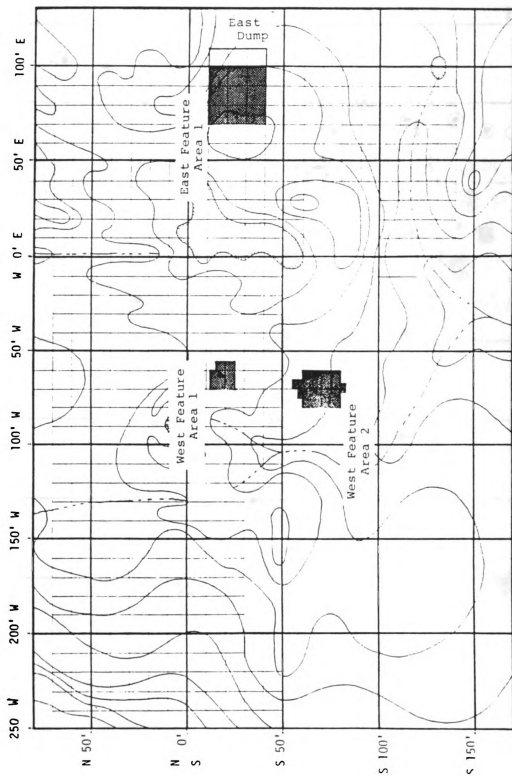 East
Dump
100' E
East Feature
Area 1
50' E
0' E
W
50' W
West Feature
Area 1
100' W
West Feature
Area 2
150' W
200' W
250 W
N 50'
N 0'
S
S 50'
S 100'
S 150'